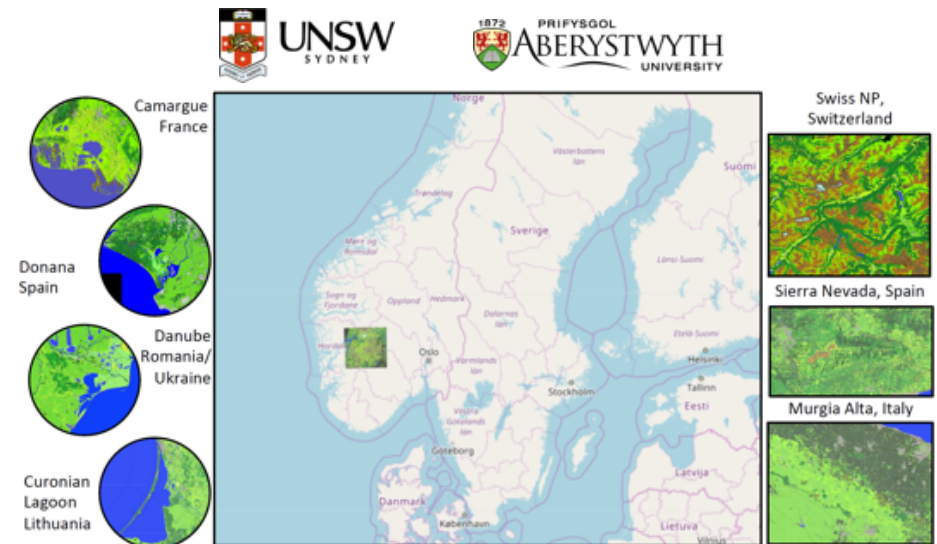 UNSW
SYDNEY
1872
PRIFYSGOL
ABERYSTWYTH
UNIVERSITY
Camargue
France
Donana
Spain
Danube
Romania/
Ukraine
Curonian
Lagoon
Lithuania
Norge
Västerbottens
län
Suomi
Trøndelag
Sverige
Møre og
Romsdal
Länsi-Suomi
Sogn og
Fjordane
Oppland
Hedmark
Dalarnas
län
Etelä-Suomi
Hordaland
Oslo
Värmlands
län
Helsinki
Stockholm
Tallinn
Eesti
Västra
Götalands
län
Göteborg
Latvija
Danmark
København
Lietuva
Vilnius
Swiss NP,
Switzerland
Sierra Nevada, Spain
Murgia Alta, Italy